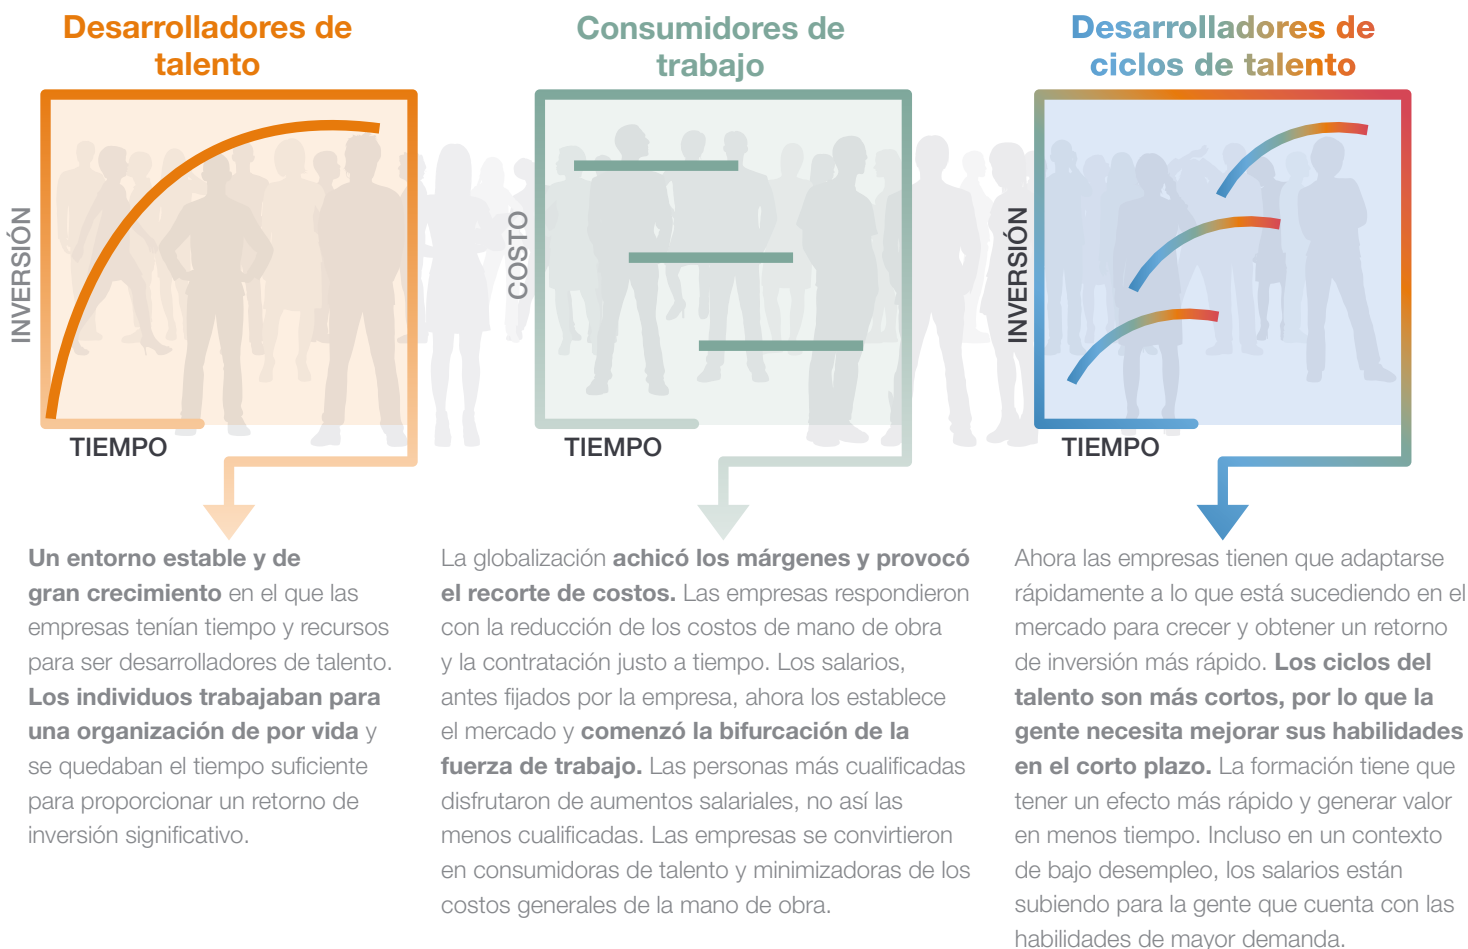 Desarrolladores de
talento
INVERSIÓN
TIEMPO
Un entorno estable y de
gran crecimiento en el que las
empresas tenían tiempo y recursos
para ser desarrolladores de talento.
Los individuos trabajaban para
una organización de por vida y
se quedaban el tiempo suficiente
para proporcionar un retorno de
inversión significativo.
Consumidores de
trabajo
COSTO
TIEMPO
La globalización achicó los márgenes y provocó
el recorte de costos. Las empresas respondieron
con la reducción de los costos de mano de obra
y la contratación justo a tiempo. Los salarios,
antes fijados por la empresa, ahora los establece
el mercado y comenzó la bifurcación de la
fuerza de trabajo. Las personas más cualificadas
disfrutaron de aumentos salariales, no así las
menos cualificadas. Las empresas se convirtieron
en consumidoras de talento y minimizadoras de los
costos generales de la mano de obra.
Desarrolladores de
ciclos de talento
INVERSIÓN
TIEMPO
Ahora las empresas tienen que adaptarse
rápidamente a lo que está sucediendo en el
mercado para crecer y obtener un retorno
de inversión más rápido. Los ciclos del
talento son más cortos, por lo que la
gente necesita mejorar sus habilidades
en el corto plazo. La formación tiene que
tener un efecto más rápido y generar valor
en menos tiempo. Incluso en un contexto
de bajo desempleo, los salarios están
subiendo para la gente que cuenta con las
habilidades de mayor demanda.